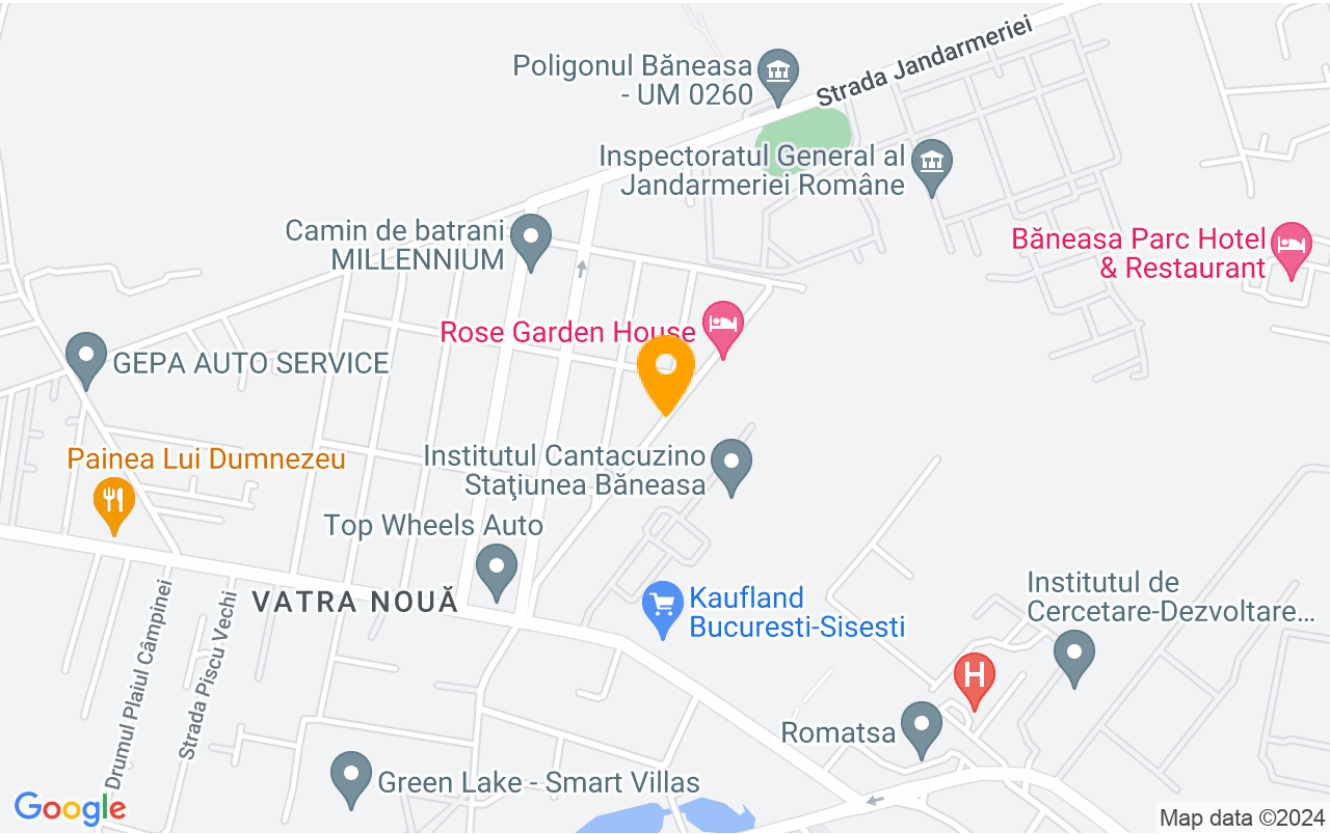 Strada Jandarmeriei
Poligonul Băneasa
- UM 0260
Inspectoratul General al
Jandarmeriei Române
Camin de batrani
MILLENNIUM
Băneasa Parc Hotel
& Restaurant
Rose Garden House
GEPA AUTO SERVICE
Painea Lui Dumnezeu
Institutul Cantacuzino
Staţiunea Băneasa
Top Wheels Auto
VATRA NOUĂ
Kaufland
Bucuresti-Sisesti
Institutul de
Cercetare-Dezvoltare...
Drumul Plaiul Câmpinei
Strada Piscu Vechi
H
Romatsa
Green Lake - Smart Villas
Google
Map data ©2024